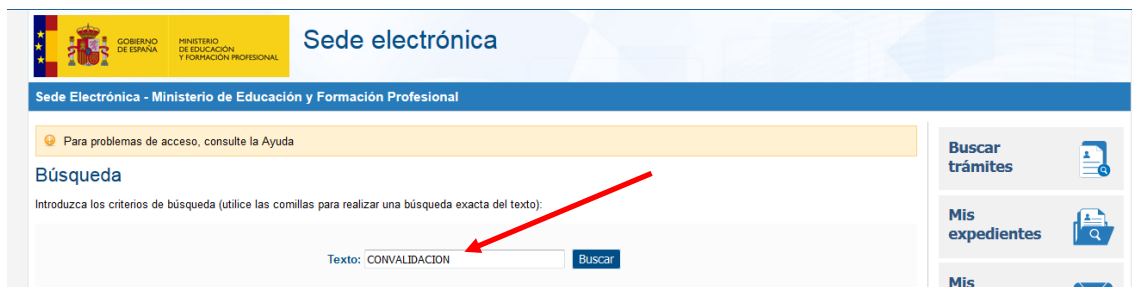 GOBIERNO
DE ESPAÑA
MINISTERIO
DE EDUCACIÓN
Y FORMACIÓN PROFESIONAL
Sede electrónica
Sede Electrónica - Ministerio de Educación y Formación Profesional
Para problemas de acceso, consulte la Ayuda
Búsqueda
Introduzca los criterios de búsqueda (utilice las comillas para realizar una búsqueda exacta del texto):
Texto: CONVALIDACION Buscar
Buscar
trámites
Mis
expedientes
Mis